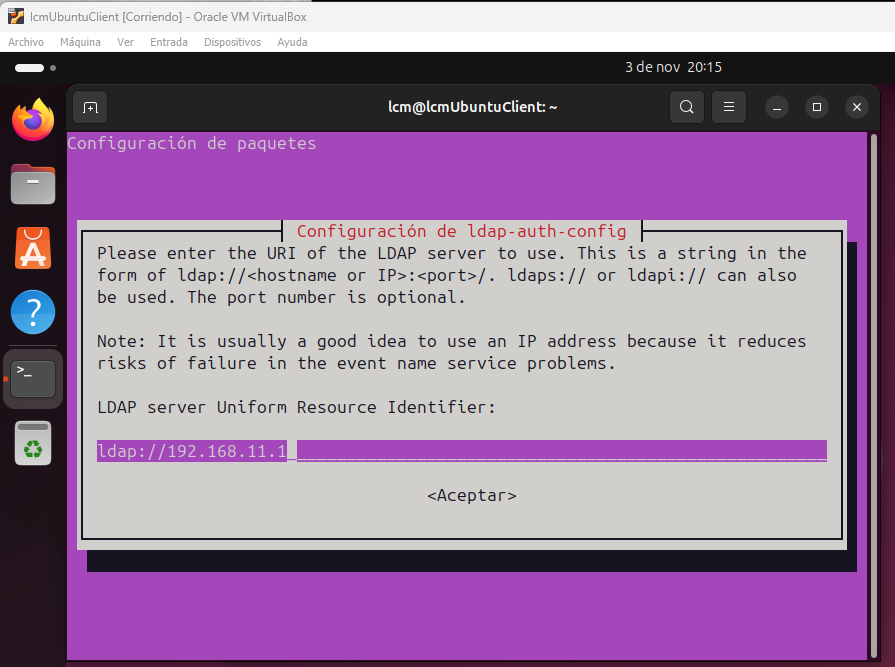 lcmUbuntuClient [Corriendo] - Oracle VM VirtualBox
Archivo Máquina Ver Entrada Dispositivos Ayuda
3 de nov 20:15
lcm@lcmUbuntuClient: ~
Configuración de paquetes
Configuración de ldap-auth-config
Please enter the URI of the LDAP server to use. This is a string in the
form of ldap://<hostname or IP>:<port>/. ldaps:// or ldapi:// can also
be used. The port number is optional.
Note: It is usually a good idea to use an IP address because it reduces
risks of failure in the event name service problems.
LDAP server Uniform Resource Identifier:
ldap://192.168.11.1
<Aceptar>